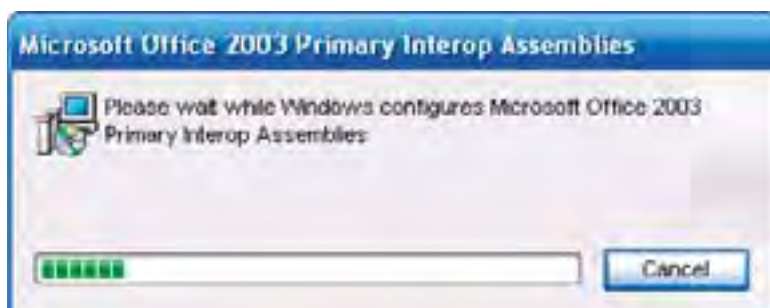 Microsoft Office 2003 Primary Interop Assemblies
Please wait while Windows configures Microsoft Office 2003
Primary Interop Assemblies
Cancel